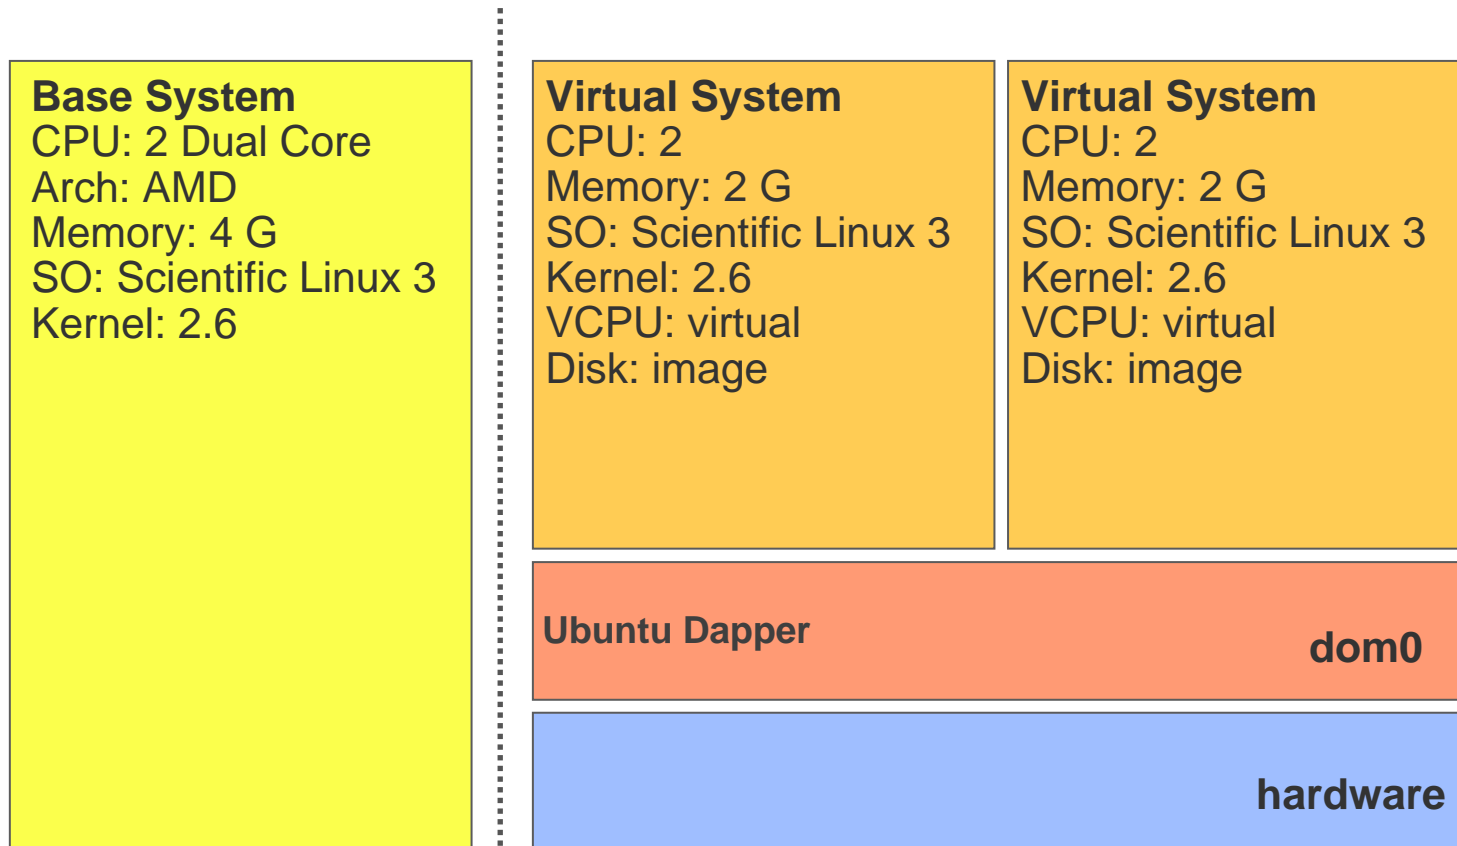 Base System
CPU: 2 Dual Core
Arch: AMD
Memory: 4 G
SO: Scientific Linux 3
Kernel: 2.6
Virtual System
CPU: 2
Memory: 2 G
SO: Scientific Linux 3
Kernel: 2.6
VCPU: virtual
Disk: image
Virtual System
CPU: 2
Memory: 2 G
SO: Scientific Linux 3
Kernel: 2.6
VCPU: virtual
Disk: image
Ubuntu Dapper
dom0
hardware